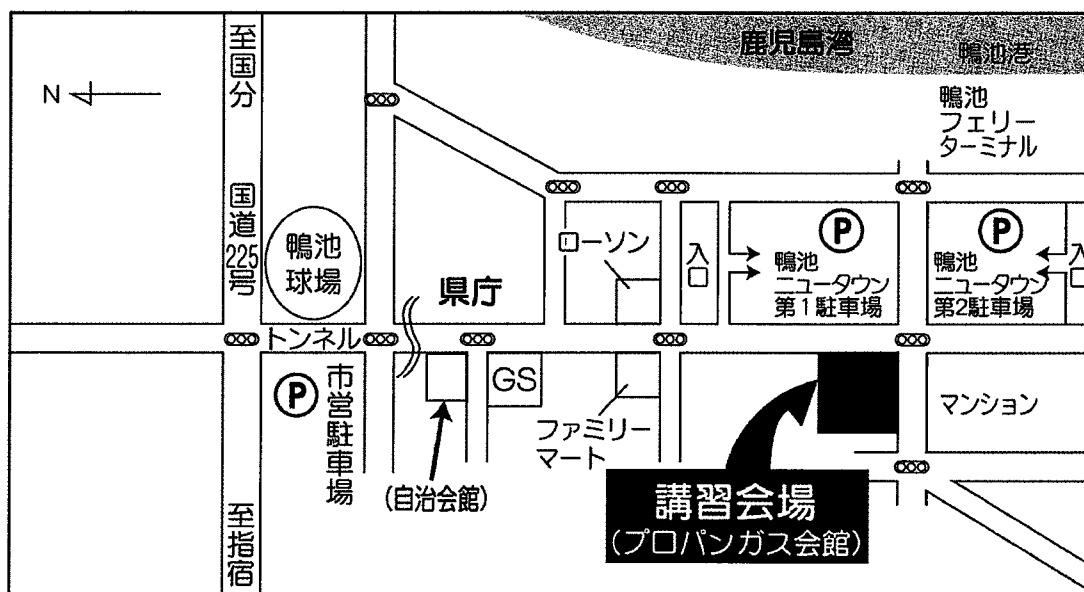 鹿児島湾
鴨池港
鴨池
フェリー
ターミナル
至国分
N
国道225号
鴨池
球場
県庁
ローソン
入口
P
鴨池
ニュータウン
第1駐車場
P
鴨池
ニュータウン
第2駐車場
入口
トンネル
P
市営駐車場
GS
ファミリー
マート
マンション
(自治会館)
講習会場
(プロパンガス会館)
至指宿